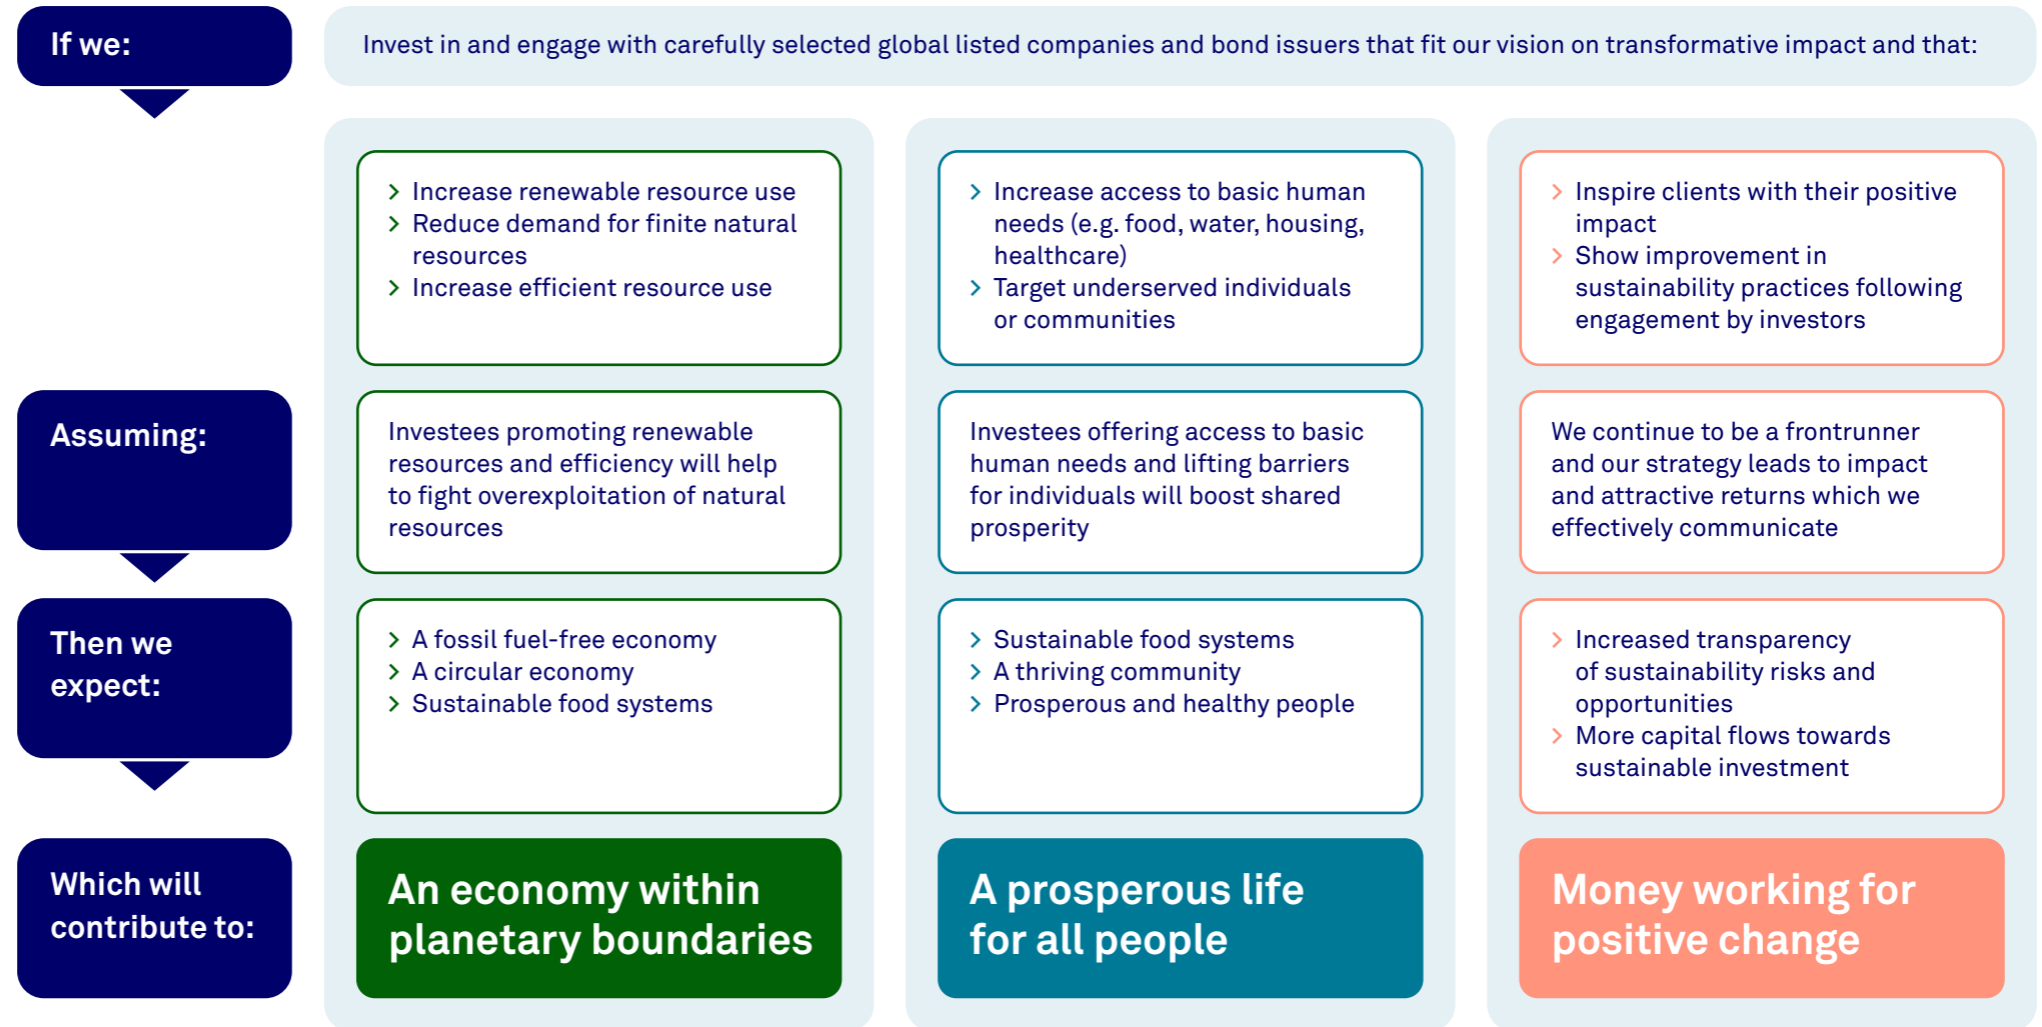 If we:
Invest in and engage with carefully selected global listed companies and bond issuers that fit our vision on transformative impact and that:
> Increase renewable resource use
> Reduce demand for finite natural
resources
> Increase efficient resource use
> Increase access to basic human
needs (e.g. food, water, housing,
healthcare)
> Target underserved individuals
or communities
> Inspire clients with their positive
impact
> Show improvement in
sustainability practices following
engagement by investors
Assuming:
Investees promoting renewable
resources and efficiency will help
to fight overexploitation of natural
resources
Investees offering access to basic
human needs and lifting barriers
for individuals will boost shared
prosperity
We continue to be a frontrunner
and our strategy leads to impact
and attractive returns which we
effectively communicate
Then we
expect:
> A fossil fuel-free economy
> A circular economy
> Sustainable food systems
> Sustainable food systems
> A thriving community
> Prosperous and healthy people
> Increased transparency
of sustainability risks and
opportunities
> More capital flows towards
sustainable investment
Which will
contribute to:
An economy within
planetary boundaries
A prosperous life
for all people
Money working for
positive change